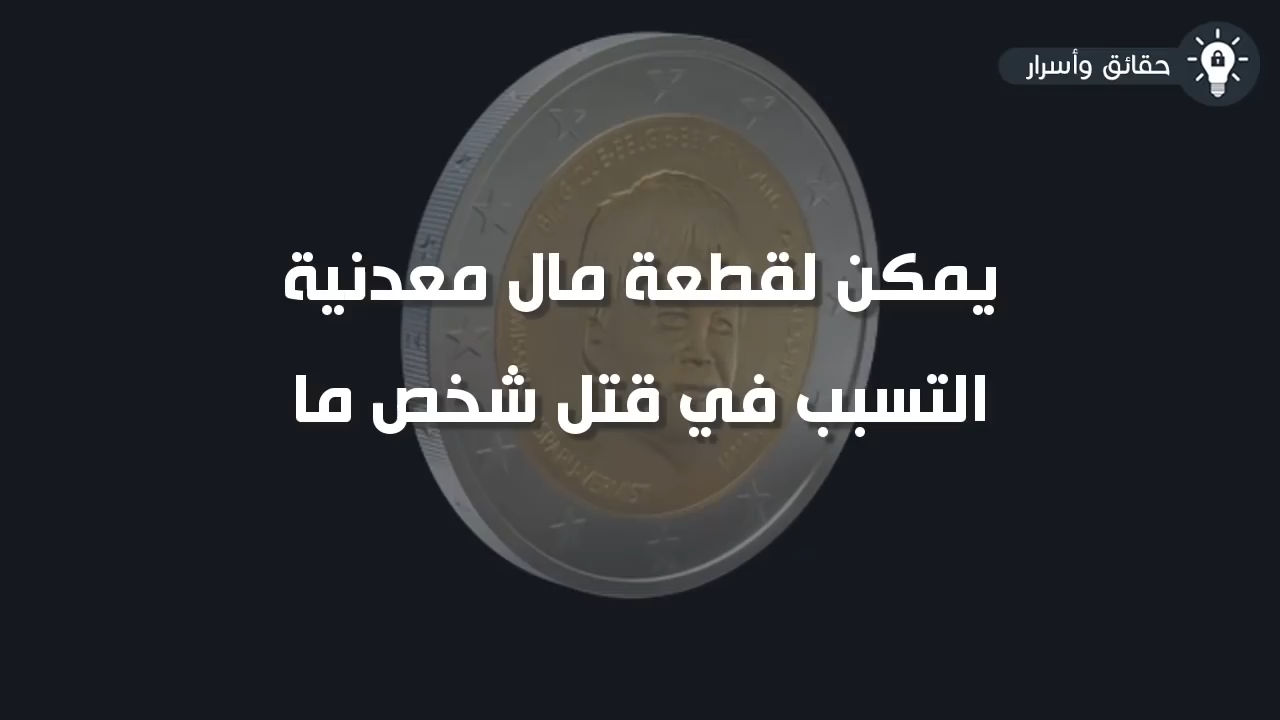 حقائق وأسرار
يمكن لقطعة مال معدنية
التسبب في قتل شخص ما